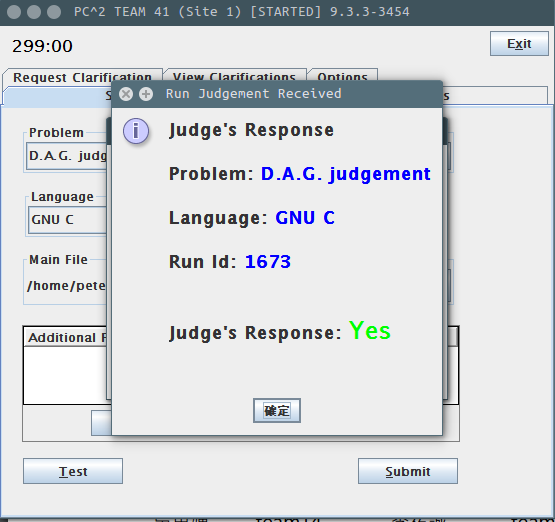 PC^2 TEAM 41 (Site 1) [STARTED] 9.3.3-3454
299:00
Exit
Request Clarification
View Clarifications
Options
Run Judgement Received
Judge's Response
Problem
D.A.G. judg
Problem: D.A.G. judgement
Language
GNU C
Language: GNU C
Main File
/home/pete
Run Id: 1673
Additional F
Judge's Response: Yes
確定
Test
Submit